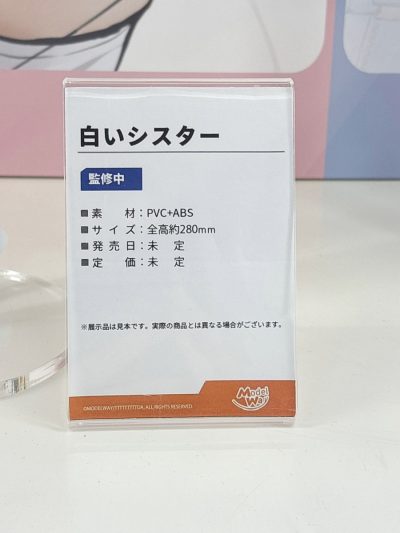 白いシスター
監修中
■素　材：PVC+ABS
■サイズ：全高約280mm
■発売日：未　定
■定　価：未　定
※展示品は見本です。実際の商品とは異なる場合がございます。
Model Way